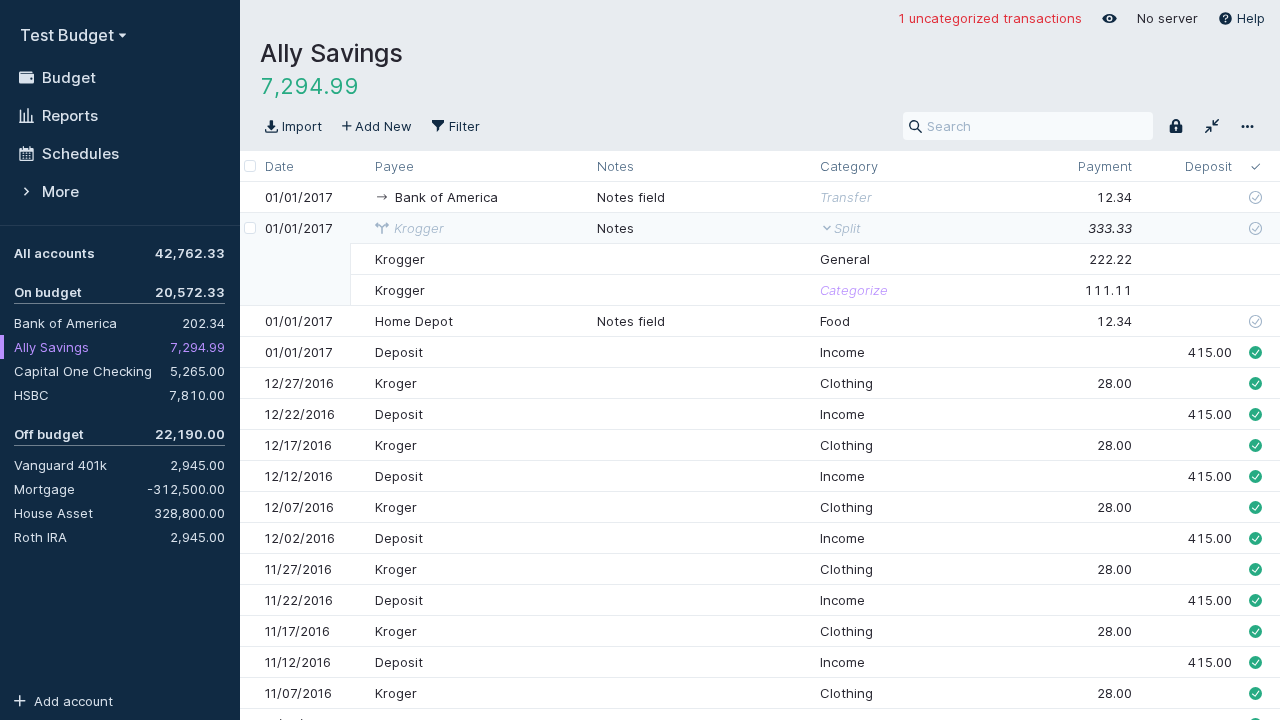 Test Budget
Budget
Reports
Schedules
More
All accounts 42,762.33
On budget 20,572.33
Bank of America 202.34
Ally Savings 7,294.99
Capital One Checking 5,265.00
HSBC 7,810.00
Off budget 22,190.00
Vanguard 401k 2,945.00
Mortgage -312,500.00
House Asset 328,800.00
Roth IRA 2,945.00
Add account
1 uncategorized transactions No server Help
Ally Savings
7,294.99
Import Add New Filter Search
Date Payee Notes Category Payment Deposit
01/01/2017 Bank of America Notes field Transfer 12.34
01/01/2017 Krogger Notes Split 333.33
Krogger General 222.22
Krogger Categorize 111.11
01/01/2017 Home Depot Notes field Food 12.34
01/01/2017 Deposit Income 415.00
12/27/2016 Kroger Clothing 28.00
12/22/2016 Deposit Income 415.00
12/17/2016 Kroger Clothing 28.00
12/12/2016 Deposit Income 415.00
12/07/2016 Kroger Clothing 28.00
12/02/2016 Deposit Income 415.00
11/27/2016 Kroger Clothing 28.00
11/22/2016 Deposit Income 415.00
11/17/2016 Kroger Clothing 28.00
11/12/2016 Deposit Income 415.00
11/07/2016 Kroger Clothing 28.00